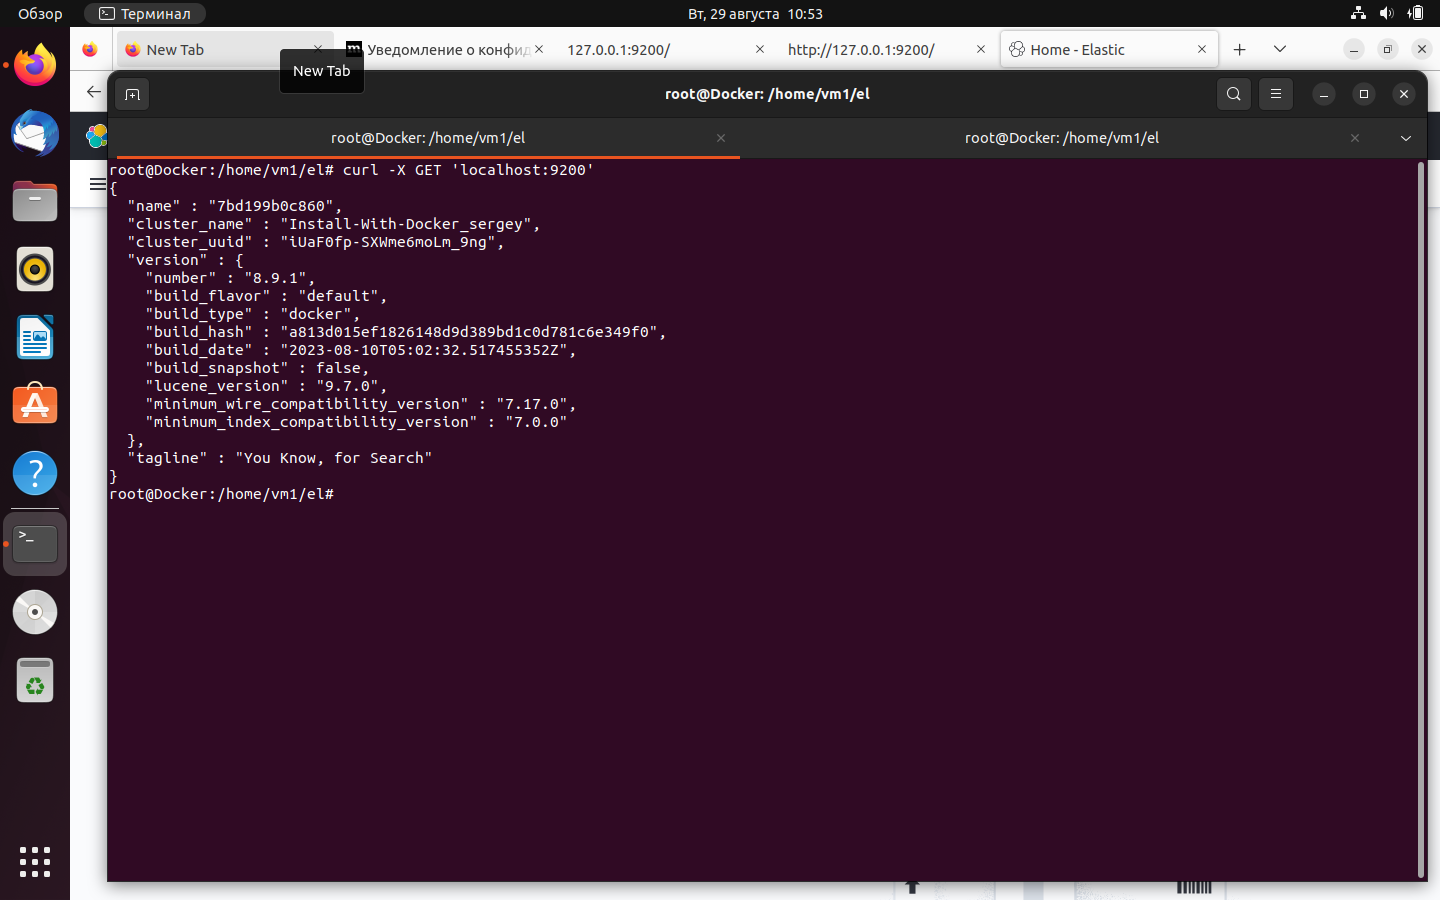 Обзор
Терминал
Вт, 29 августа 10:53
New Tab
Уведомление о конфид
127.0.0.1:9200/
http://127.0.0.1:9200/
Home - Elastic
New Tab
root@Docker: /home/vm1/el
root@Docker: /home/vm1/el
root@Docker: /home/vm1/el
root@Docker:/home/vm1/el# curl -X GET 'localhost:9200'
{
  "name" : "7bd199b0c860",
  "cluster_name" : "Install-With-Docker_sergey",
  "cluster_uuid" : "iUaF0fp-SXWme6moLm_9ng",
  "version" : {
    "number" : "8.9.1",
    "build_flavor" : "default",
    "build_type" : "docker",
    "build_hash" : "a813d015ef1826148d9d389bd1c0d781c6e349f0",
    "build_date" : "2023-08-10T05:02:32.517455352Z",
    "build_snapshot" : false,
    "lucene_version" : "9.7.0",
    "minimum_wire_compatibility_version" : "7.17.0",
    "minimum_index_compatibility_version" : "7.0.0"
  },
  "tagline" : "You Know, for Search"
}
root@Docker:/home/vm1/el#